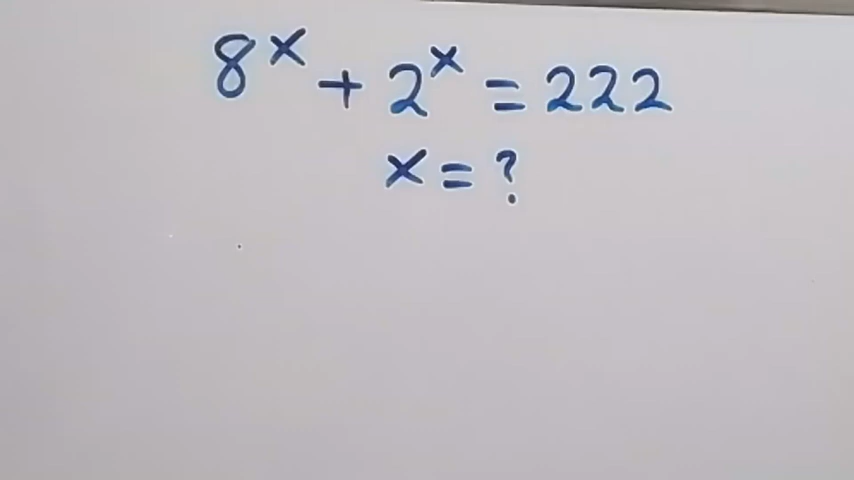 8^x + 2^x = 222
x = ?